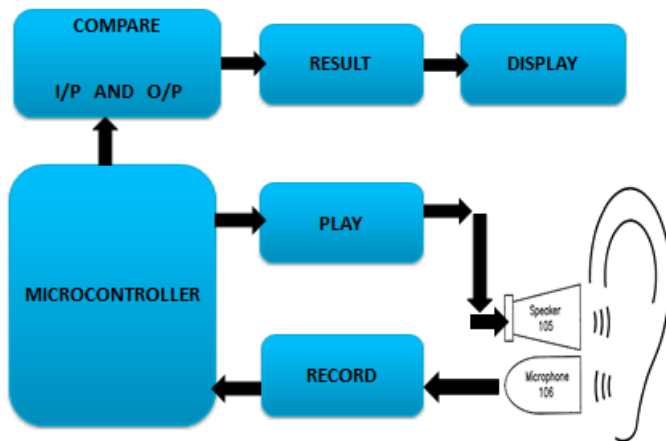 COMPARE
I/P AND O/P
RESULT
DISPLAY
MICROCONTROLLER
PLAY
Speaker
105
RECORD
Microphone
106